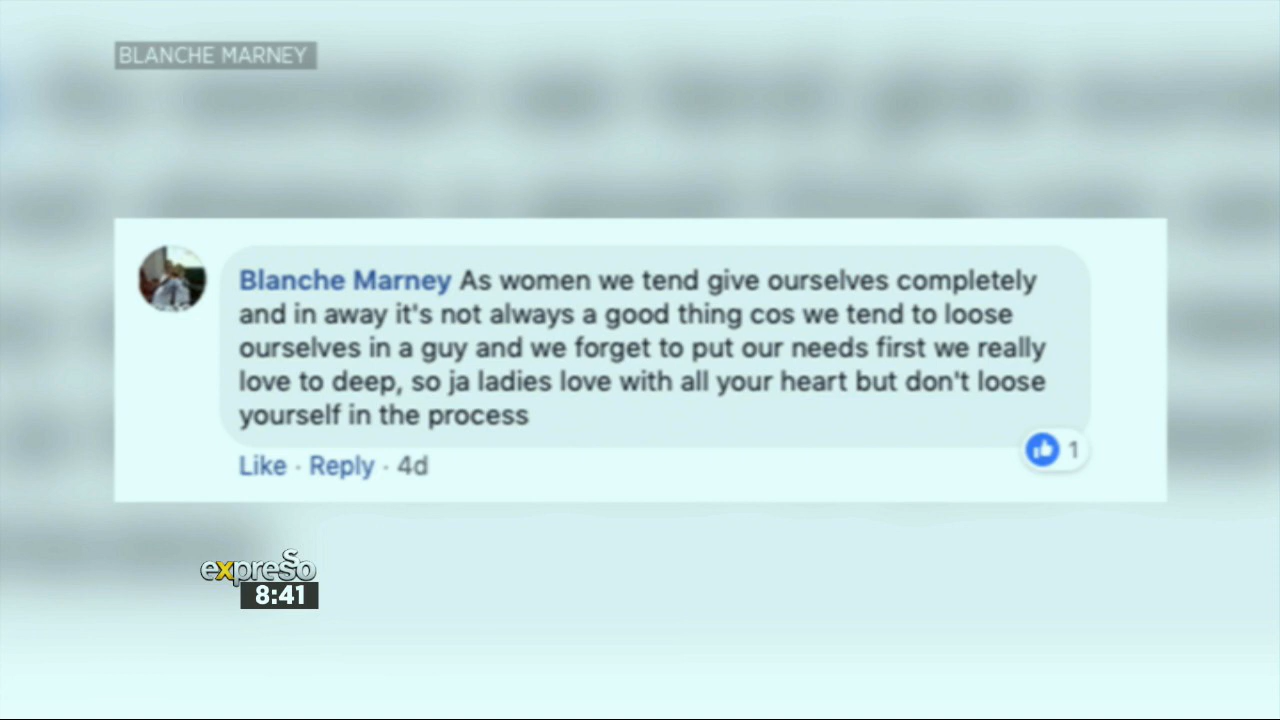 BLANCHE MARNEY
Blanche Marney As women we tend give ourselves completely
and in away it's not always a good thing cos we tend to loose
ourselves in a guy and we forget to put our needs first we really
love to deep, so ja ladies love with all your heart but don't loose
yourself in the process
1
Like · Reply · 4d
expresso
8:41